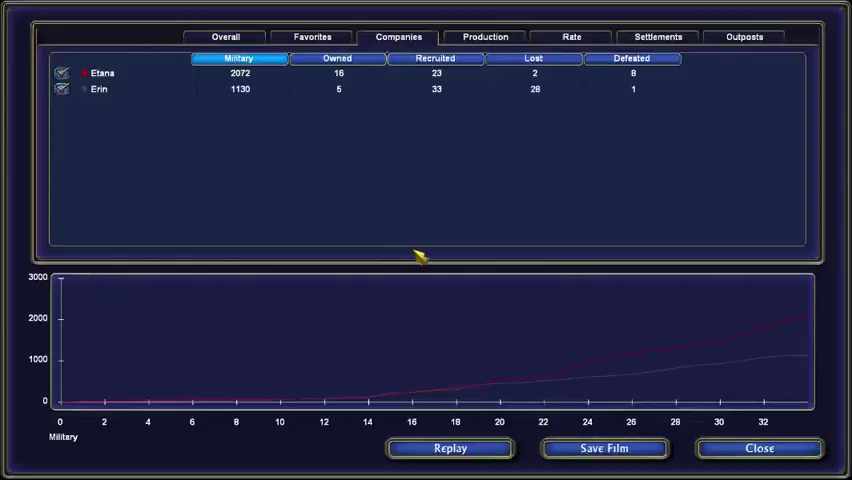 Overall Favorites Companies Production Rate Settlements Outposts
Military Owned Recruited Lost Defeated
Etana 2072 16 23 2 8
Erin 1130 5 33 28 1
3000
2000
1000
0
0 2 4 6 8 10 12 14 16 18 20 22 24 26 28 30 32
Military
Replay Save Film Close